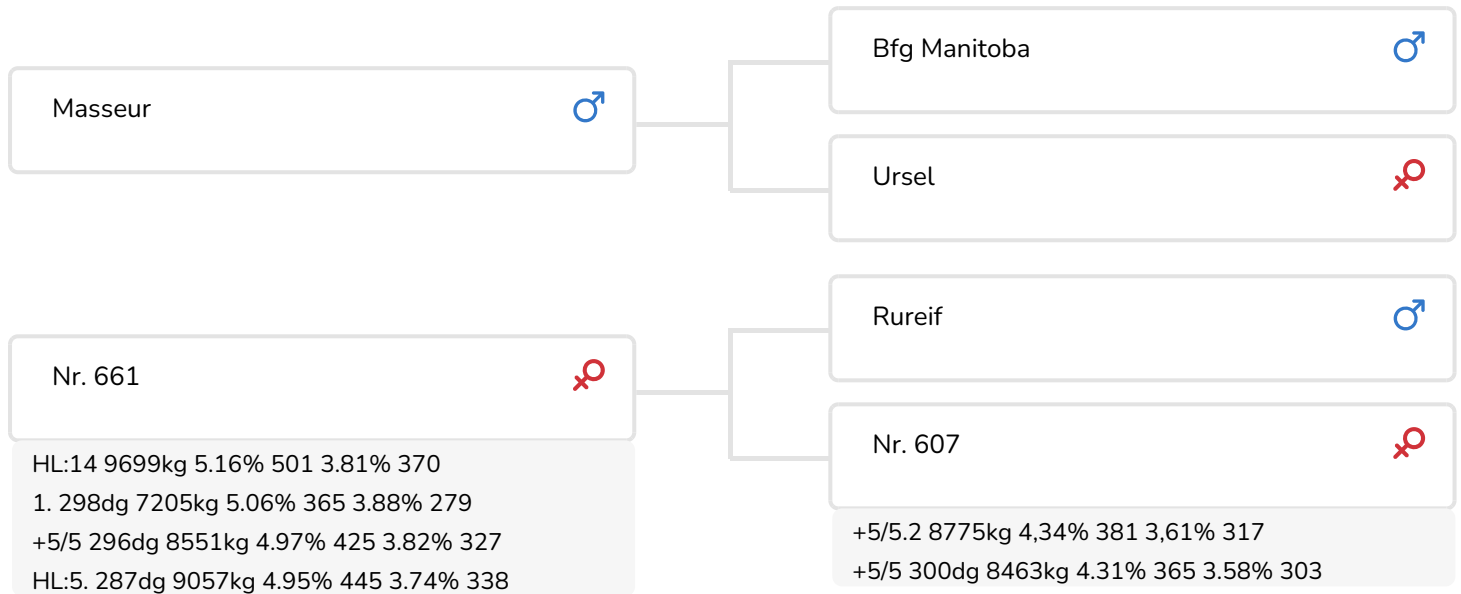 Masseur
Bfg Manitoba
Ursel
Nr. 661
HL:14 9699kg 5.16% 501 3.81% 370
1. 298dg 7205kg 5.06% 365 3.88% 279
+5/5 296dg 8551kg 4.97% 425 3.82% 327
HL:5. 287dg 9057kg 4.95% 445 3.74% 338
Rureif
Nr. 607
+5/5.2 8775kg 4,34% 381 3,61% 317
+5/5 300dg 8463kg 4.31% 365 3.58% 303